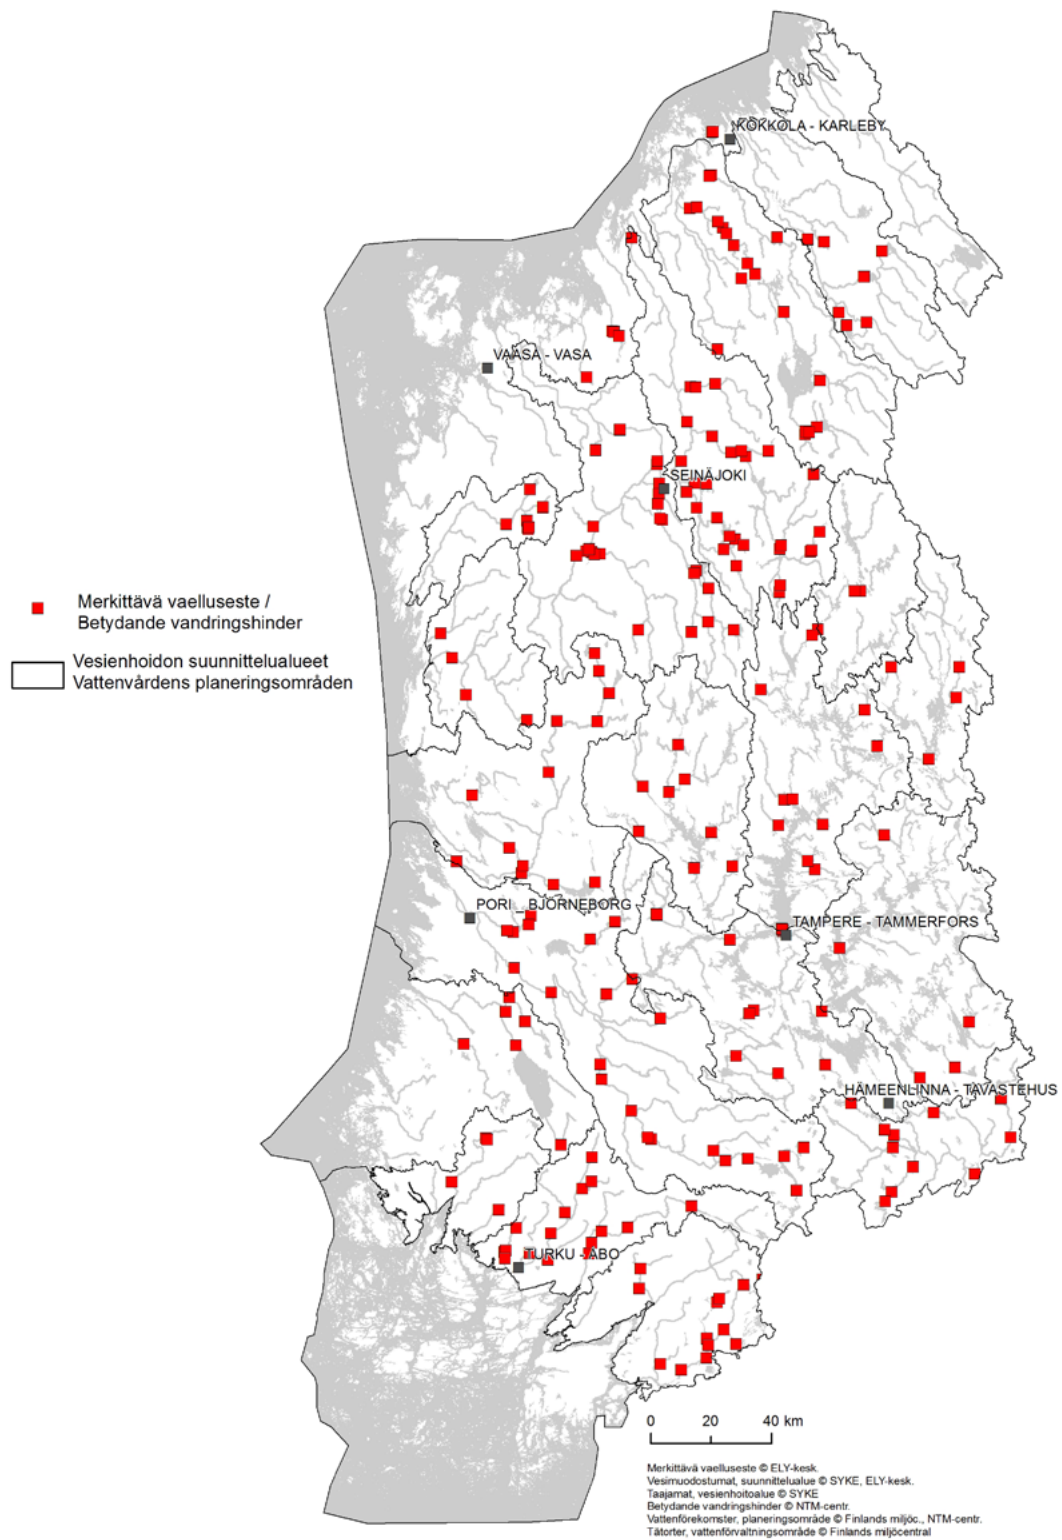 KOKKOLA - KARLEBY
VAASA - VASA
SEINÄJOKI
Merkittävä vaelluseste /
Betydande vandringshinder
Vesienhoidon suunnittelualueet
Vattenvårdens planeringsområden
PORI _ BJÖRNEBORG
TAMPERE - TAMMERFORS
HÄMEENLINNA - TAVASTEHUS
TURKU - ÅBO
0 20 40 km
Merkittävä vaelluseste © ELY-kesk.
Vesimuodostumat, suunnittelualue © SYKE, ELY-kesk.
Taajamat, vesienhoitoalue © SYKE
Betydande vandringshinder © NTM-centr.
Vattenförekomster, planeringsområde © Finlands miljöc., NTM-centr.
Tätorter, vattenförvaltningsområde © Finlands miljöcentral